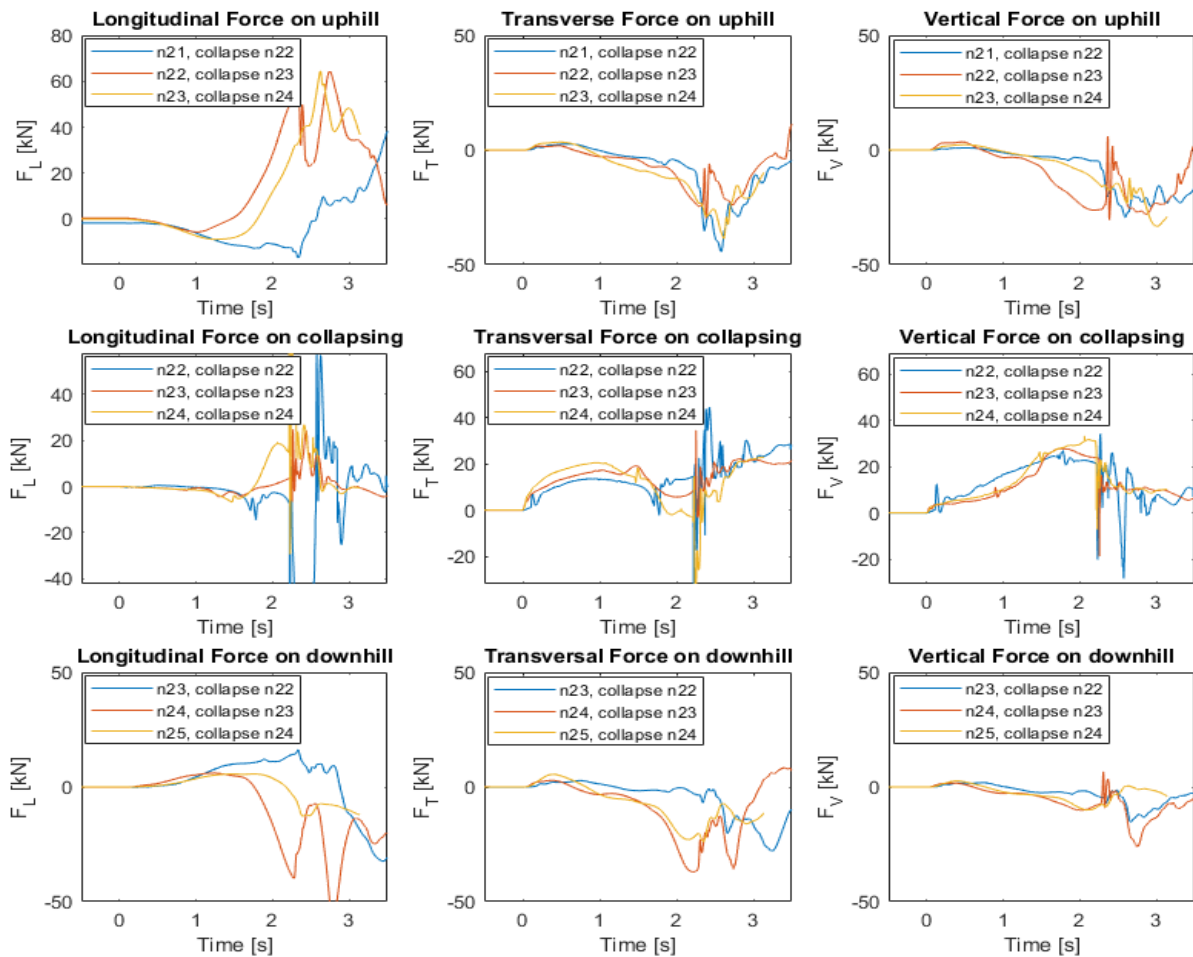 Longitudinal Force on uphill
80
60
40
20
0
F_L [kN]
n21, collapse n22
n22, collapse n23
n23, collapse n24
0 1 2 3
Time [s]
Transverse Force on uphill
50
0
-50
F_T [kN]
n21, collapse n22
n22, collapse n23
n23, collapse n24
0 1 2 3
Time [s]
Vertical Force on uphill
50
0
-50
F_V [kN]
n21, collapse n22
n22, collapse n23
n23, collapse n24
0 1 2 3
Time [s]
Longitudinal Force on collapsing
40
20
0
-20
-40
F_L [kN]
n22, collapse n22
n23, collapse n23
n24, collapse n24
0 1 2 3
Time [s]
Transversal Force on collapsing
60
40
20
0
-20
F_T [kN]
n22, collapse n22
n23, collapse n23
n24, collapse n24
0 1 2 3
Time [s]
Vertical Force on collapsing
60
40
20
0
-20
F_V [kN]
n22, collapse n22
n23, collapse n23
n24, collapse n24
0 1 2 3
Time [s]
Longitudinal Force on downhill
50
0
-50
F_L [kN]
n23, collapse n22
n24, collapse n23
n25, collapse n24
0 1 2 3
Time [s]
Transversal Force on downhill
50
0
-50
F_T [kN]
n23, collapse n22
n24, collapse n23
n25, collapse n24
0 1 2 3
Time [s]
Vertical Force on downhill
50
0
-50
F_V [kN]
n23, collapse n22
n24, collapse n23
n25, collapse n24
0 1 2 3
Time [s]